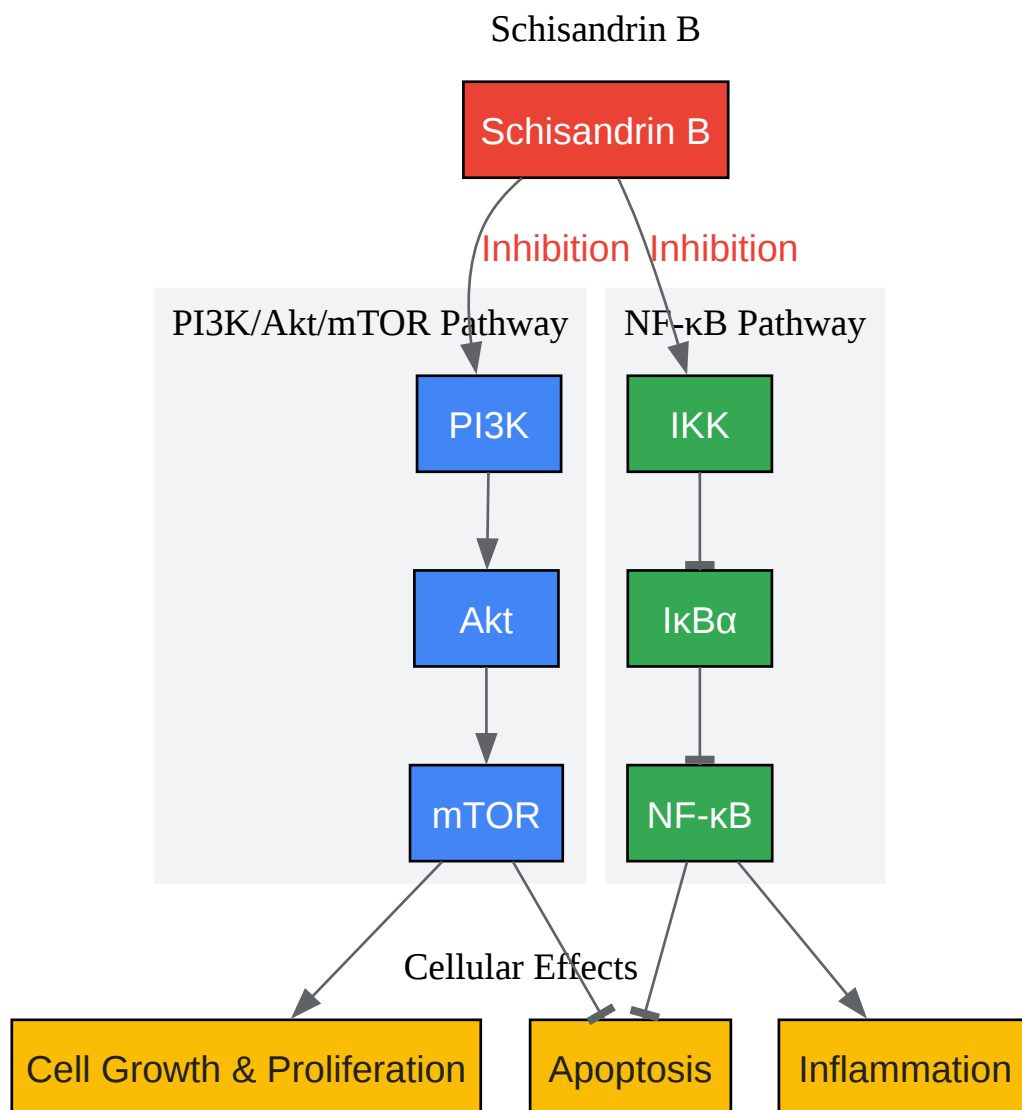 Schisandrin B
Schisandrin B
Inhibition Inhibition
PI3K/Akt/mTOR Pathway
NF-κB Pathway
PI3K
IKK
Akt
IκBα
mTOR
NF-κB
Cellular Effects
Cell Growth & Proliferation
Apoptosis
Inflammation